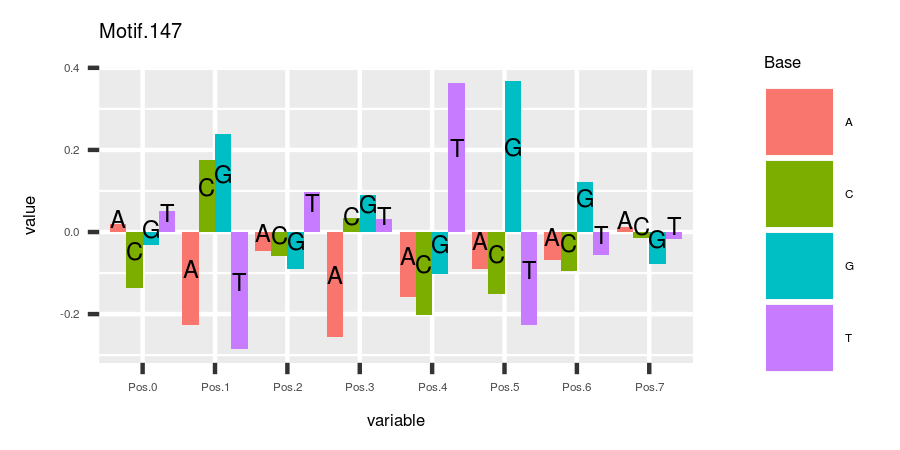 Motif.147
Base
0.4
0.2
0.0
-0.2
value
A C G T
A C G T
A C G T
A C G T
A C G T
A C G T
A C G T
A C G T
A
C
G
T
Pos.0 Pos.1 Pos.2 Pos.3 Pos.4 Pos.5 Pos.6 Pos.7
variable